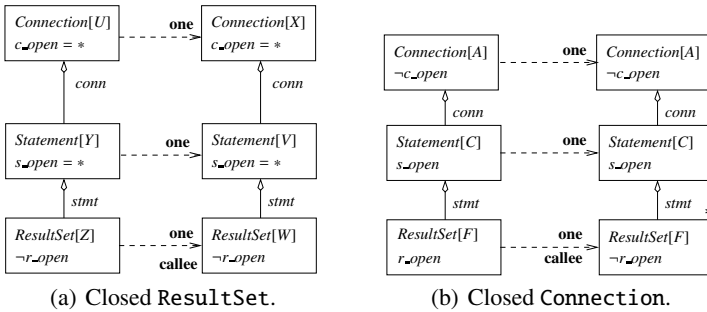 Connection[U]
c_open = *
one
Connection[X]
c_open = *
conn
conn
Statement[Y]
s_open = *
one
Statement[V]
s_open = *
stmt
stmt
ResultSet[Z]
¬r_open
one
callee
ResultSet[W]
¬r_open
(a) Closed ResultSet.
Connection[A]
¬c_open
one
Connection[A]
¬c_open
conn
conn
Statement[C]
s_open
one
Statement[C]
s_open
stmt
stmt
ResultSet[F]
r_open
one
callee
ResultSet[F]
¬r_open
(b) Closed Connection.